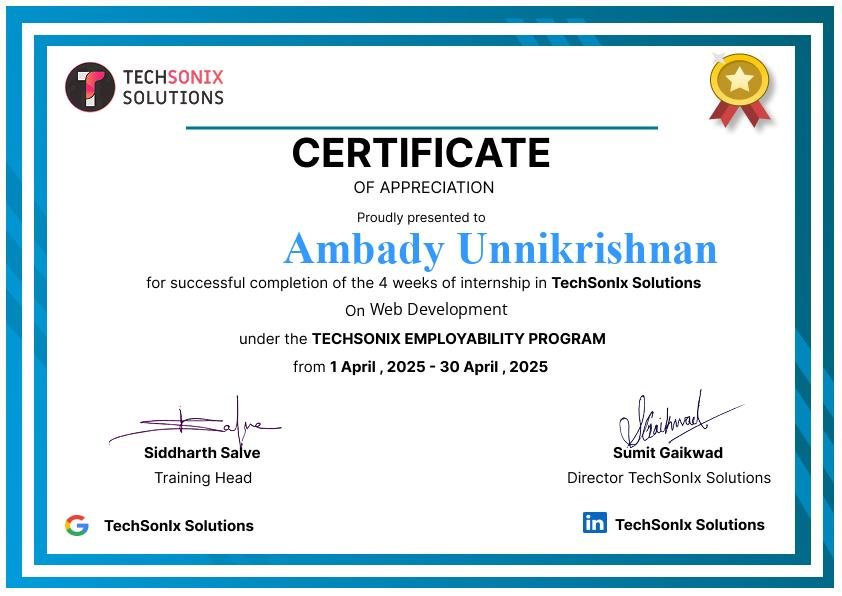 TECHSONIX
SOLUTIONS
CERTIFICATE
OF APPRECIATION
Proudly presented to
Ambady Unnikrishnan
for successful completion of the 4 weeks of internship in TechSonIx Solutions
On Web Development
under the TECHSONIX EMPLOYABILITY PROGRAM
from 1 April , 2025 - 30 April , 2025
SGaikwad
Siddharth Salve
Sumit Gaikwad
Training Head
Director TechSonIx Solutions
TechSonIx Solutions
in TechSonIx Solutions